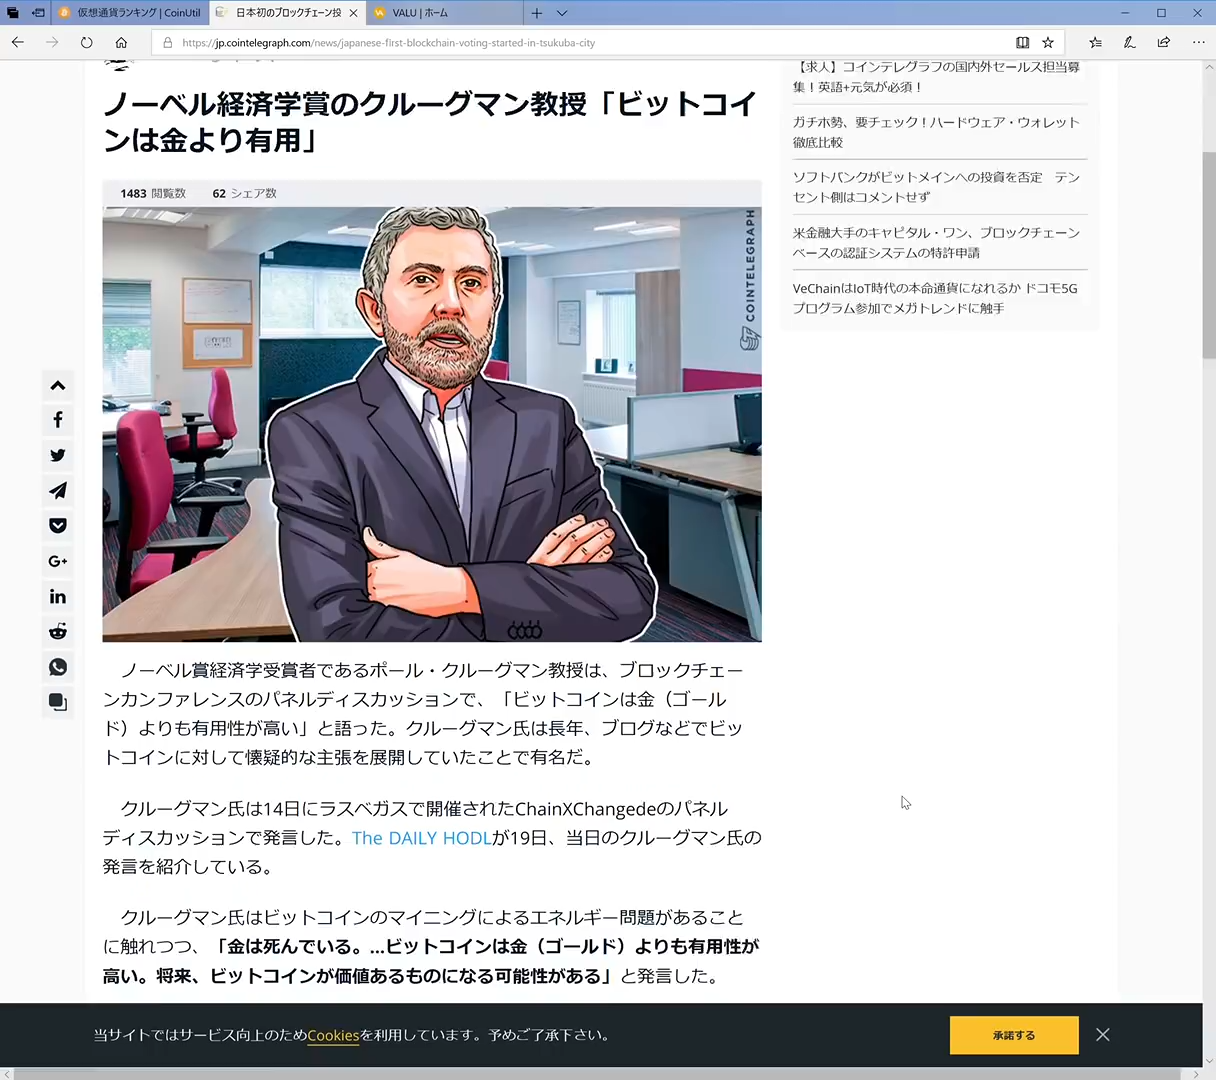 仮想通貨ランキング | CoinUtil
日本初のブロックチェーン投
VALU | ホーム
https://jp.cointelegraph.com/news/japanese-first-blockchain-voting-started-in-tsukuba-city
ノーベル経済学賞のクルーグマン教授「ビットコイ
ンは金より有用」
1483 閲覧数 62 シェア数
COINTELEGRAPH
ノーベル賞経済学受賞者であるポール・クルーグマン教授は、ブロックチェー
ンカンファレンスのパネルディスカッションで、「ビットコインは金（ゴール
ド）よりも有用性が高い」と語った。クルーグマン氏は長年、ブログなどでビッ
トコインに対して懐疑的な主張を展開していたことで有名だ。
クルーグマン氏は14日にラスベガスで開催されたChainXChangedeのパネル
ディスカッションで発言した。The DAILY HODLが19日、当日のクルーグマン氏の
発言を紹介している。
クルーグマン氏はビットコインのマイニングによるエネルギー問題があること
に触れつつ、「金は死んでいる。...ビットコインは金（ゴールド）よりも有用性が
高い。将来、ビットコインが価値あるものになる可能性がある」と発言した。
【求人】コインテレグラフの国内外セールス担当募
集！英語+元気が必須！
ガチホ勢、要チェック！ハードウェア・ウォレット
徹底比較
ソフトバンクがビットメインへの投資を否定　テン
セント側はコメントせず
米金融大手のキャピタル・ワン、ブロックチェーン
ベースの認証システムの特許申請
VeChainはIoT時代の本命通貨になれるか ドコモ5G
プログラム参加でメガトレンドに触手
当サイトではサービス向上のためCookiesを利用しています。予めご了承下さい。
承諾する